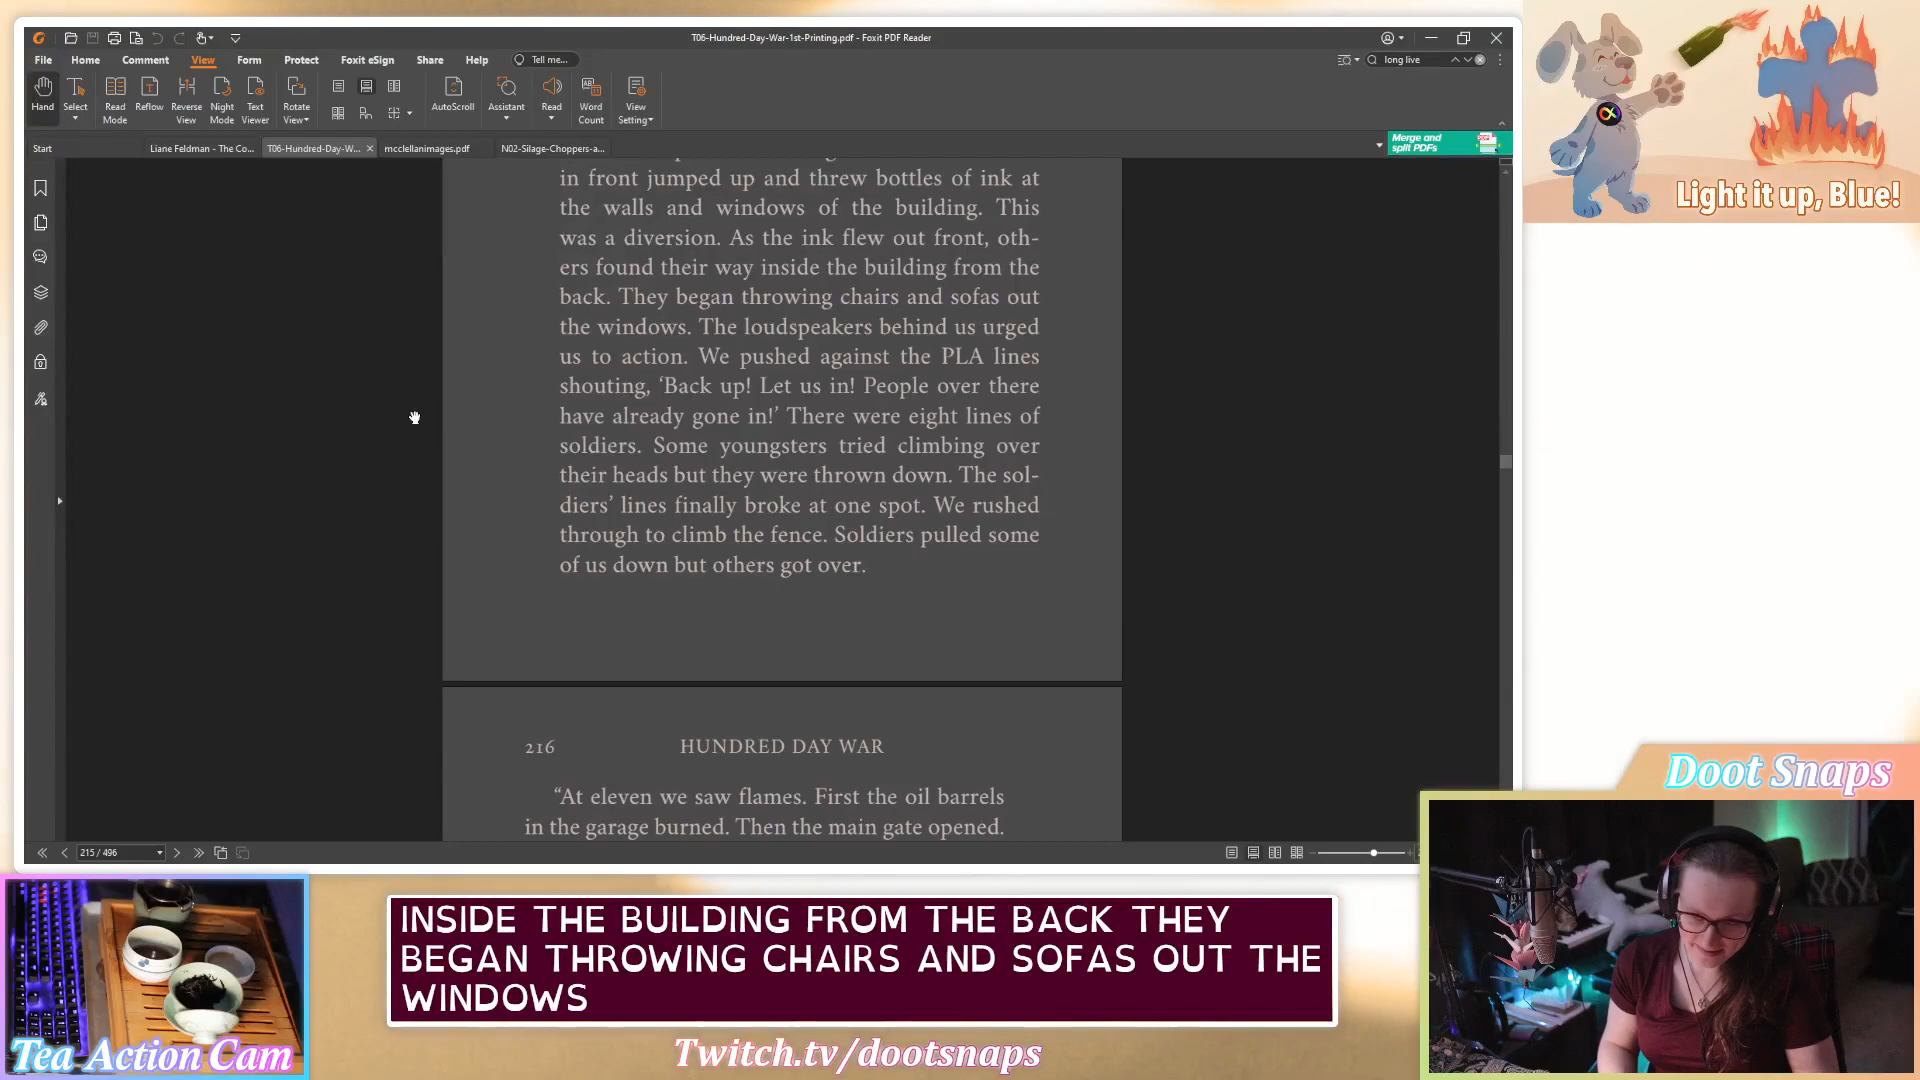 T06-Hundred-Day-War-1st-Printing.pdf - Foxit PDF Reader
File Home Comment View Form Protect Foxit eSign Share Help Tell me...
long live
Hand Select Read Mode Reflow Reverse View Night Mode Text Viewer Rotate View AutoScroll Assistant Read Word Count View Setting
Start Liane Feldman - The Co... T06-Hundred-Day-W... mcclellanimages.pdf N02-Silage-Choppers-a...
Merge and
split PDFs
in front jumped up and threw bottles of ink at
the walls and windows of the building. This
was a diversion. As the ink flew out front, oth-
ers found their way inside the building from the
back. They began throwing chairs and sofas out
the windows. The loudspeakers behind us urged
us to action. We pushed against the PLA lines
shouting, ‘Back up! Let us in! People over there
have already gone in!’ There were eight lines of
soldiers. Some youngsters tried climbing over
their heads but they were thrown down. The sol-
diers’ lines finally broke at one spot. We rushed
through to climb the fence. Soldiers pulled some
of us down but others got over.
216 HUNDRED DAY WAR
“At eleven we saw flames. First the oil barrels
in the garage burned. Then the main gate opened.
215 / 496
Light it up, Blue!
Doot Snaps
INSIDE THE BUILDING FROM THE BACK THEY
BEGAN THROWING CHAIRS AND SOFAS OUT THE
WINDOWS
Tea Action Cam
Twitch.tv/dootsnaps